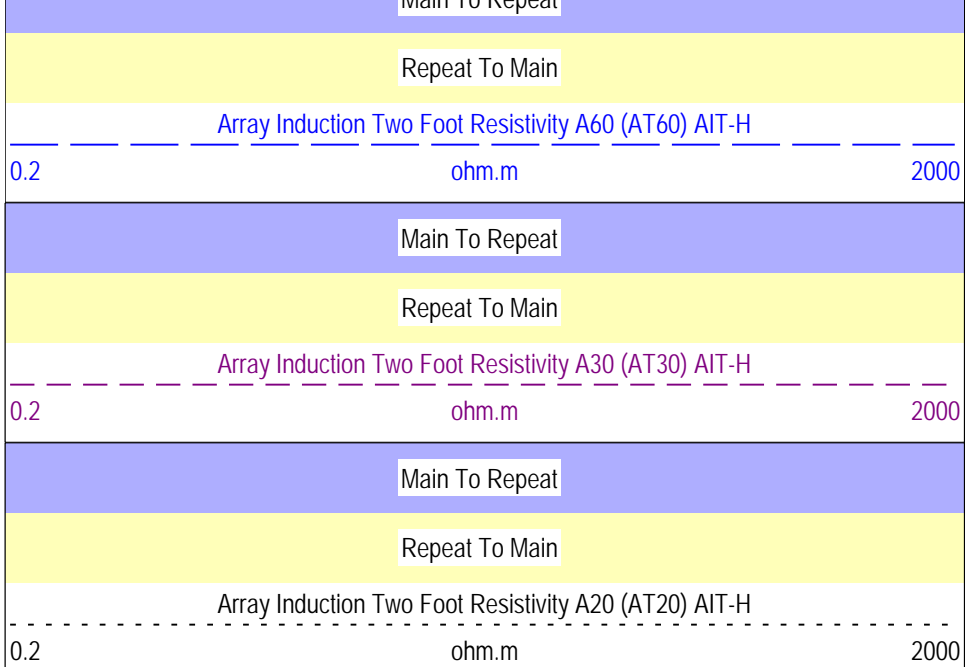 Main To Repeat
Repeat To Main
Array Induction Two Foot Resistivity A60 (AT60) AIT-H
0.2 ohm.m 2000
Main To Repeat
Repeat To Main
Array Induction Two Foot Resistivity A30 (AT30) AIT-H
0.2 ohm.m 2000
Main To Repeat
Repeat To Main
Array Induction Two Foot Resistivity A20 (AT20) AIT-H
0.2 ohm.m 2000